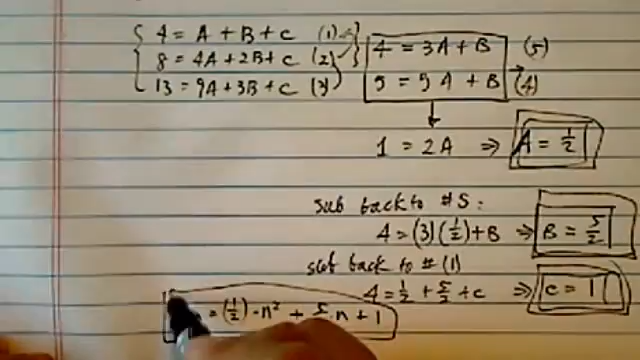 4 = A + B + C (1) 4 = 3A + B (5)
8 = 4A + 2B + C (2) 5 = 5A + B (4)
13 = 9A + 3B + C (3)
1 = 2A ⇒ A = 1/2
Sub back to #5:
4 = (3)(1/2) + B ⇒ B = 5/2
sub back to #(1)
4 = 1/2 + 5/2 + C ⇒ C = 1
= (1/2)·n² + 5/2·n + 1